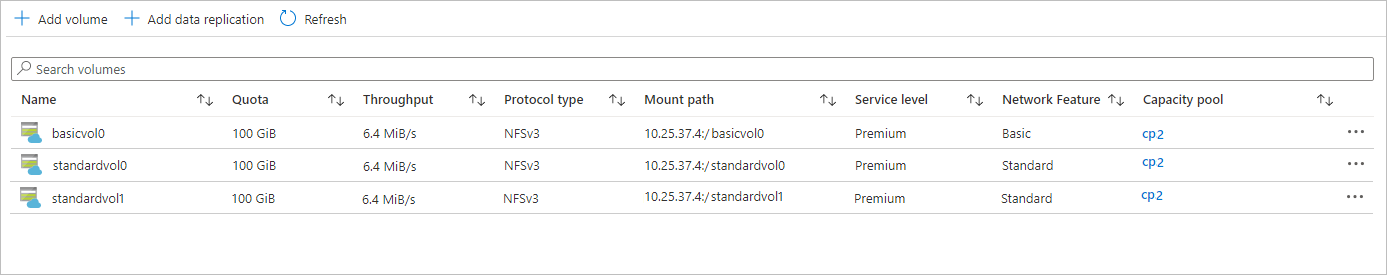 Add volume Add data replication Refresh
Search volumes
Name Quota Throughput Protocol type Mount path Service level Network Feature Capacity pool
basicvol0 100 GiB 6.4 MiB/s NFSv3 10.25.37.4:/basicvol0 Premium Basic cp2
standardvol0 100 GiB 6.4 MiB/s NFSv3 10.25.37.4:/standardvol0 Premium Standard cp2
standardvol1 100 GiB 6.4 MiB/s NFSv3 10.25.37.4:/standardvol1 Premium Standard cp2